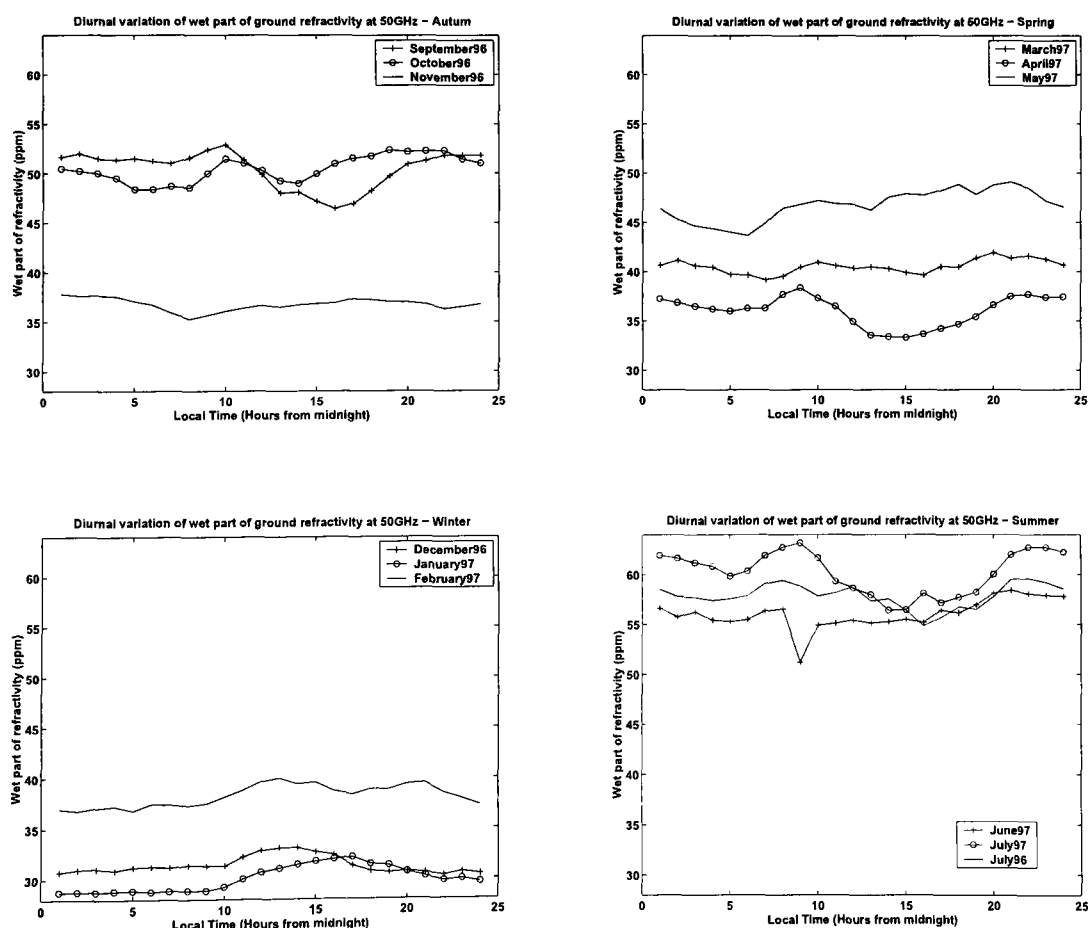 Diurnal variation of wet part of ground refractivity at 50GHz – Autum
September96
October96
November96
Wet part of refractivity (ppm)
60
55
50
45
40
35
30
0 5 10 15 20 25
Local Time (Hours from midnight)
Diurnal variation of wet part of ground refractivity at 50GHz – Spring
March97
April97
May97
Wet part of refractivity (ppm)
60
55
50
45
40
35
30
0 5 10 15 20 25
Local Time (Hours from midnight)
Diurnal variation of wet part of ground refractivity at 50GHz – Winter
December96
January97
February97
Wet part of refractivity (ppm)
60
55
50
45
40
35
30
0 5 10 15 20 25
Local Time (Hours from midnight)
Diurnal variation of wet part of ground refractivity at 50GHz – Summer
June97
July97
July96
Wet part of refractivity (ppm)
60
55
50
45
40
35
30
0 5 10 15 20 25
Local Time (Hours from midnight)